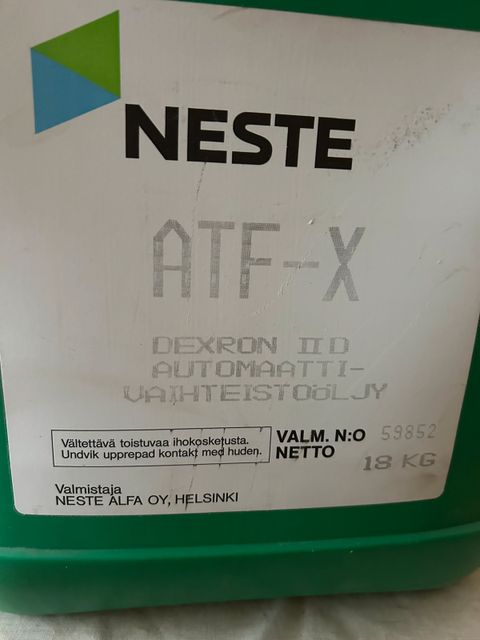 NESTE
ATF-X
DEXRON II D
AUTOMAATTI-
VAIHTEISTOÖLJY
Vältettävä toistuvaa ihokosketusta.
Undvik upprepad kontakt med huden.
VALM. N:O 59852
NETTO 18 KG
Valmistaja
NESTE ALFA OY, HELSINKI